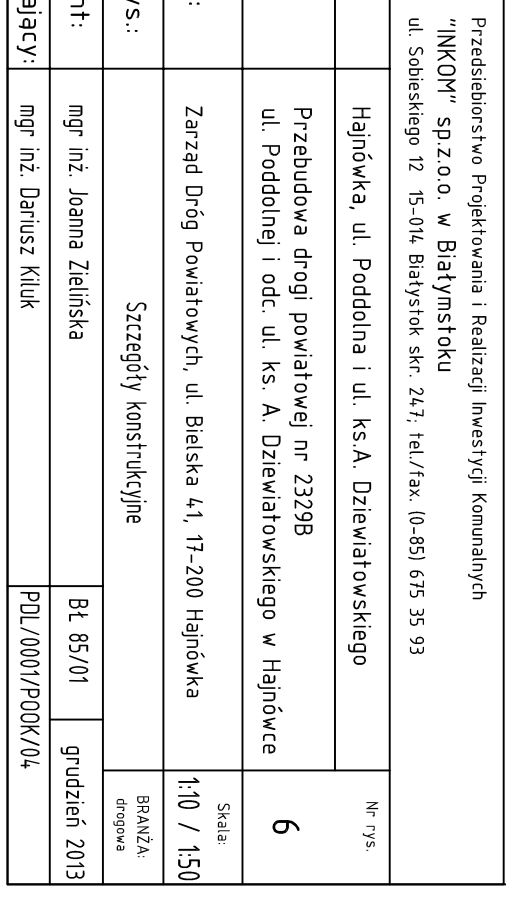 Przedsiebiorstwo Projektowania i Realizacji Inwestycji Komunalnych
"INKOM" sp.z.o.o. w Białymstoku
ul. Sobieskiego 12 15-014 Białystok skr. 247; tel./fax. (0-85) 675 35 93
Hajnówka, ul. Poddolna i ul. ks.A. Dziewiatowskiego
Nr rys.
Przebudowa drogi powiatowej nr 2329B
ul. Poddolnej i odc. ul. ks. A. Dziewiatowskiego w Hajnówce
6
:
Zarząd Dróg Powiatowych, ul. Bielska 41, 17-200 Hajnówka
Skala:
1:10 / 1:50
ys.:
Szczegóły konstrukcyjne
BRANŻA:
drogowa
nt:
mgr inż. Joanna Zielińska
BŁ 85/01
grudzień 2013
ający:
mgr inż. Dariusz Kiluk
PDL/0001/POOK/04